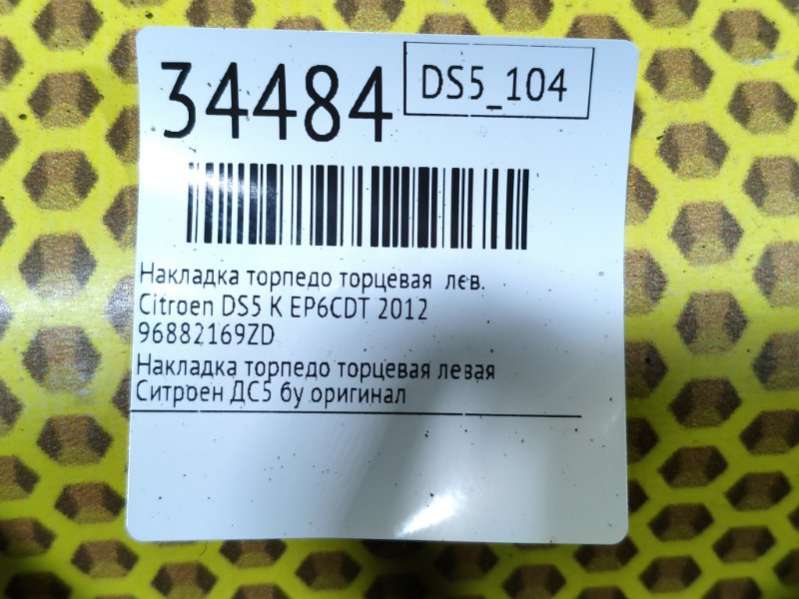 34484
DS5_104
Накладка торпедо торцевая лев.
Citroen DS5 K EP6CDT 2012
96882169ZD
Накладка торпедо торцевая левая
Ситроен ДС5 бу оригинал